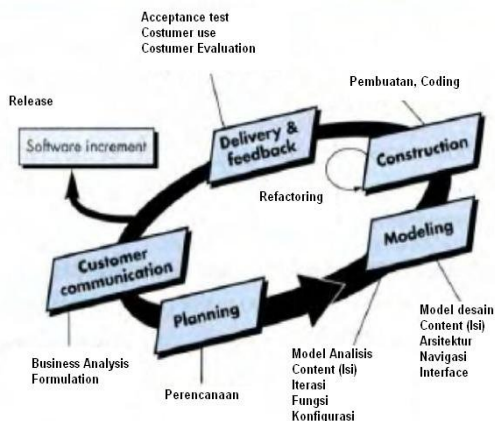 Acceptance test
Costumer use
Costumer Evaluation
Release
Software increment
Delivery &
feedback
Pembuatan, Coding
Construction
Refactoring
Modeling
Customer
communication
Planning
Business Analysis
Formulation
Perencanaan
Model Analisis
Content (Isi)
Iterasi
Fungsi
Konfigurasi
Model desain
Content (Isi)
Arsitektur
Navigasi
Interface